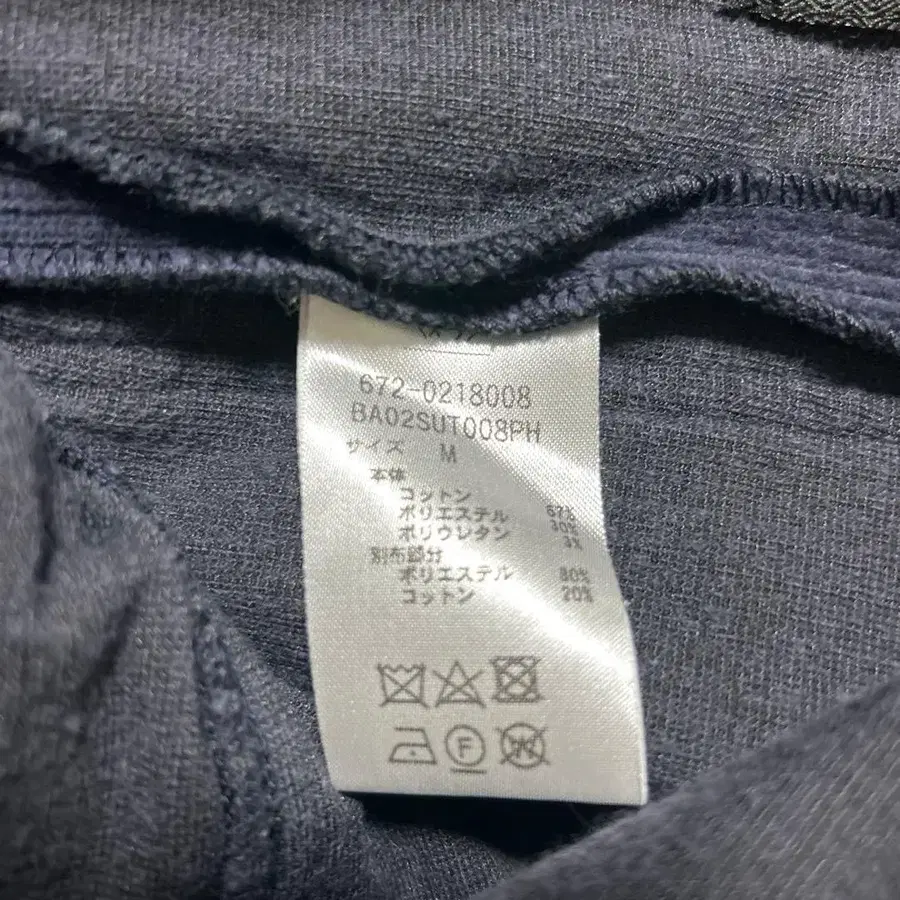 672-0218008
BA02SUT008PH
サイズ M
本体
コットン 67%
ポリエステル 30%
ポリウレタン 3%
別布部分
ポリエステル 80%
コットン 20%
F
W